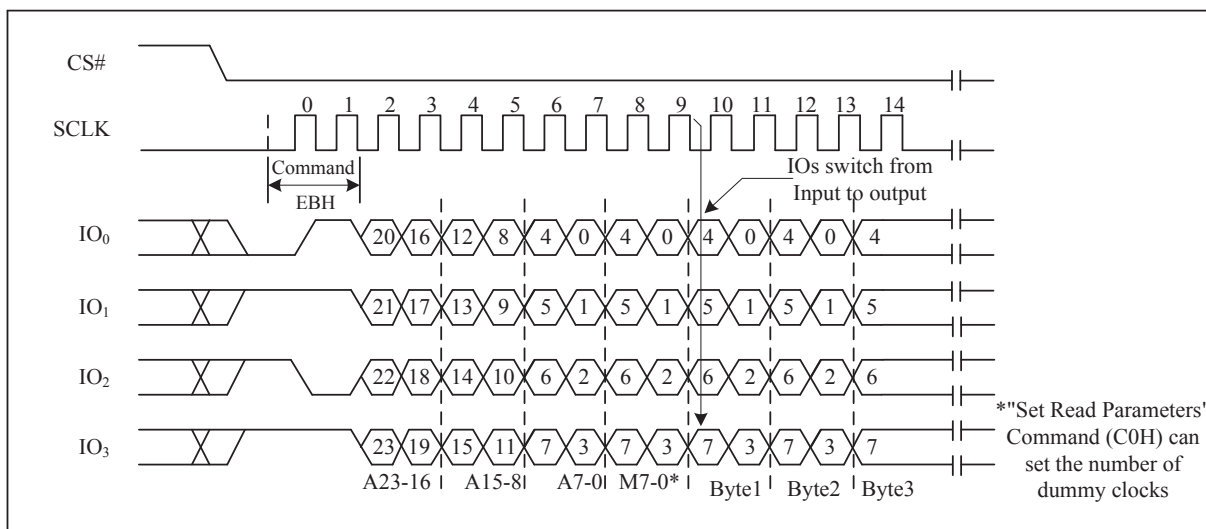 CS#
0 1 2 3 4 5 6 7 8 9 10 11 12 13 14
SCLK
Command
EBH
IOs switch from
Input to output
IO0 20 16 12 8 4 0 4 0 4 0 4 0 4
IO1 21 17 13 9 5 1 5 1 5 1 5 1 5
IO2 22 18 14 10 6 2 6 2 6 2 6 2 6
IO3 23 19 15 11 7 3 7 3 7 3 7 3 7
A23-16 A15-8 A7-0 M7-0* Byte1 Byte2 Byte3
*"Set Read Parameters"
Command (C0H) can
set the number of
dummy clocks